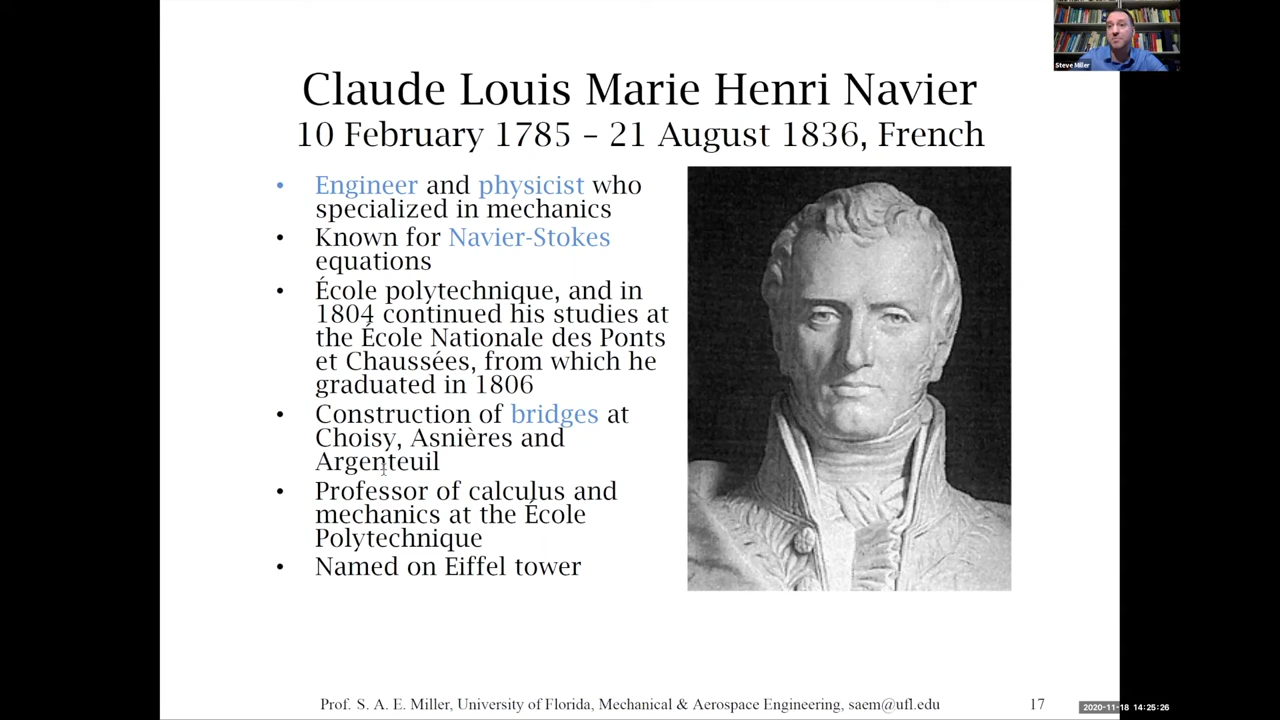 Steve Miller
Claude Louis Marie Henri Navier
10 February 1785 – 21 August 1836, French
• Engineer and physicist who
specialized in mechanics
• Known for Navier-Stokes
equations
• École polytechnique, and in
1804 continued his studies at
the École Nationale des Ponts
et Chaussées, from which he
graduated in 1806
• Construction of bridges at
Choisy, Asnières and
Argenteuil
• Professor of calculus and
mechanics at the École
Polytechnique
• Named on Eiffel tower
Prof. S. A. E. Miller, University of Florida, Mechanical & Aerospace Engineering, saem@ufl.edu
17
2020-11-18 14:25:26